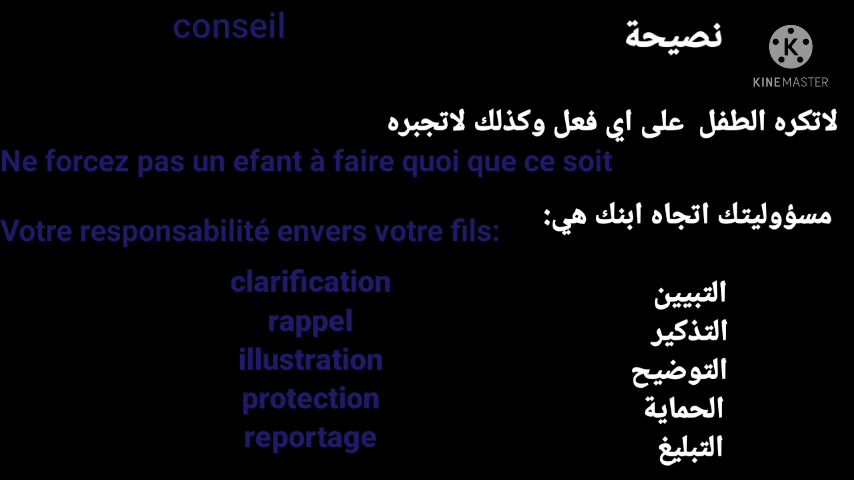 conseil
نصيحة
KINEMASTER
لاتكره الطفل على اي فعل وكذلك لاتجبره
Ne forcez pas un efant à faire quoi que ce soit
مسؤوليتك اتجاه ابنك هي:
Votre responsabilité envers votre fils:
clarification
التبيين
rappel
التذكير
illustration
التوضيح
protection
الحماية
reportage
التبليغ